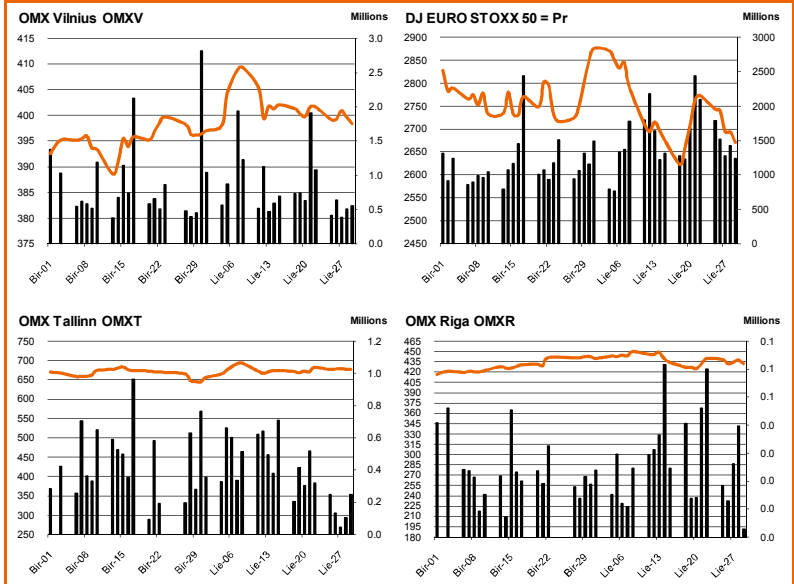 OMX Vilnius OMXV
Millions
415
410
405
400
395
390
385
380
375
3.0
2.5
2.0
1.5
1.0
0.5
0.0
Bir-01
Bir-08
Bir-15
Bir-22
Bir-29
Lie-06
Lie-13
Lie-20
Lie-27
DJ EURO STOXX 50 = Pr
Millions
2900
2850
2800
2750
2700
2650
2600
2550
2500
2450
3000
2500
2000
1500
1000
500
0
Bir-01
Bir-08
Bir-15
Bir-22
Bir-29
Lie-06
Lie-13
Lie-20
Lie-27
OMX Tallinn OMXT
Millions
750
700
650
600
550
500
450
400
350
300
250
1.2
1.0
0.8
0.6
0.4
0.2
0.0
Bir-01
Bir-08
Bir-15
Bir-22
Bir-29
Lie-06
Lie-13
Lie-20
Lie-27
OMX Riga OMXR
Millions
465
450
435
420
405
390
375
360
345
330
315
300
285
270
255
240
225
210
195
180
0.1
0.1
0.1
0.0
0.0
0.0
0.0
0.0
Bir-01
Bir-08
Bir-15
Bir-22
Bir-29
Lie-06
Lie-13
Lie-20
Lie-27